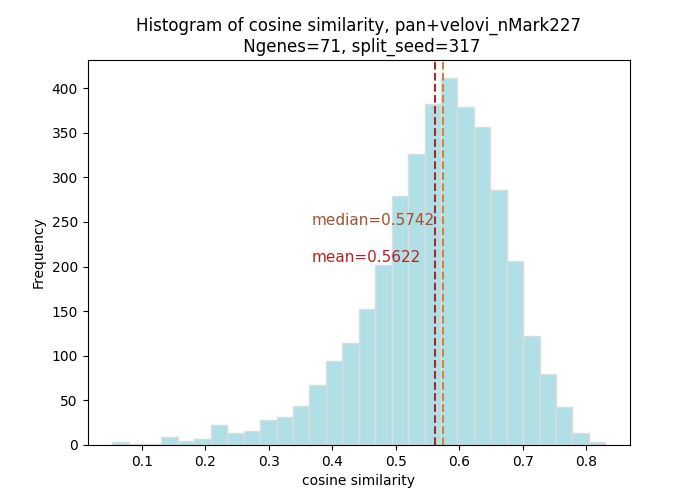 Histogram of cosine similarity, pan+velovi_nMark227
Ngenes=71, split_seed=317
400
350
300
250
200
150
100
50
0
Frequency
median=0.5742
mean=0.5622
0.1 0.2 0.3 0.4 0.5 0.6 0.7 0.8
cosine similarity